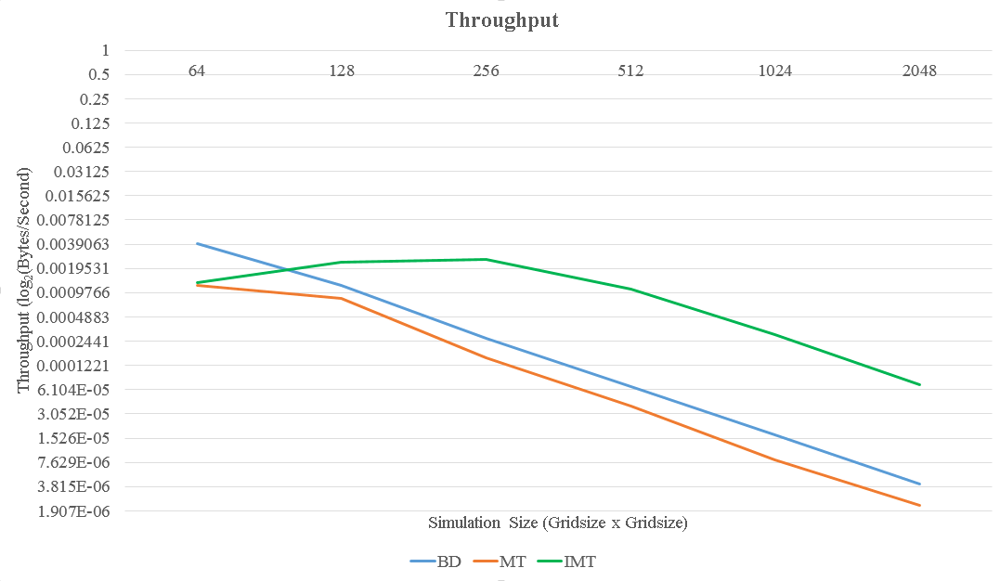 Throughput
1
0.5
0.25
0.125
0.0625
0.03125
0.015625
0.0078125
0.0039063
0.0019531
0.0009766
0.0004883
0.0002441
0.0001221
6.104E-05
3.052E-05
1.526E-05
7.629E-06
3.815E-06
1.907E-06
Throughput (log₂(Bytes/Second)
64 128 256 512 1024 2048
Simulation Size (Gridsize x Gridsize)
BD MT IMT